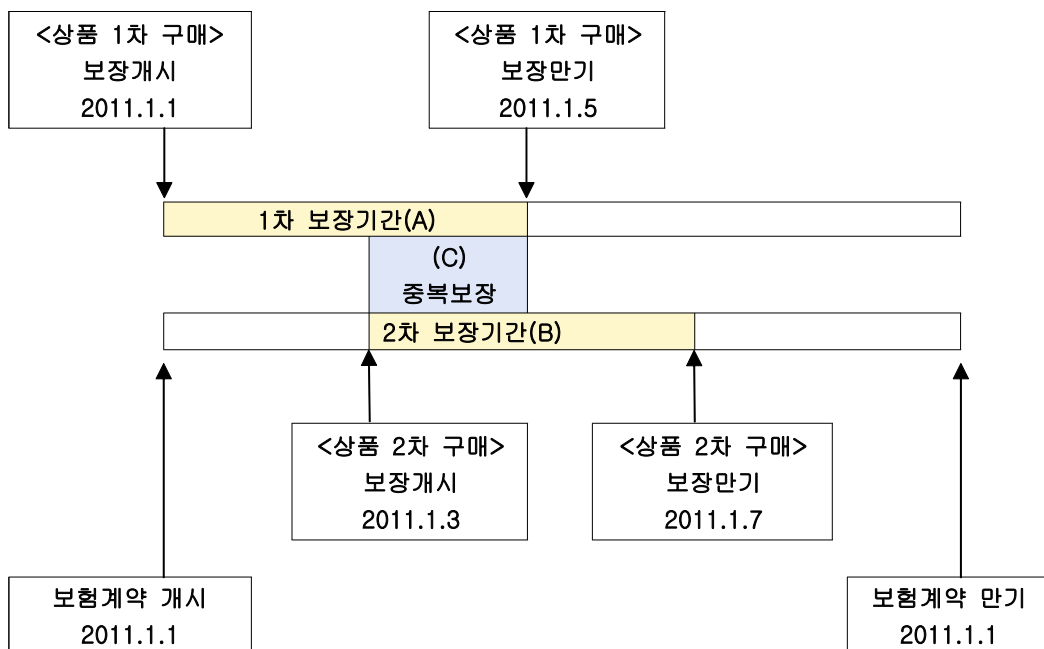 <상품 1차 구매>
보장개시
2011.1.1
<상품 1차 구매>
보장만기
2011.1.5
1차 보장기간(A)
(C)
중복보장
2차 보장기간(B)
<상품 2차 구매>
보장개시
2011.1.3
<상품 2차 구매>
보장만기
2011.1.7
보험계약 개시
2011.1.1
보험계약 만기
2011.1.1